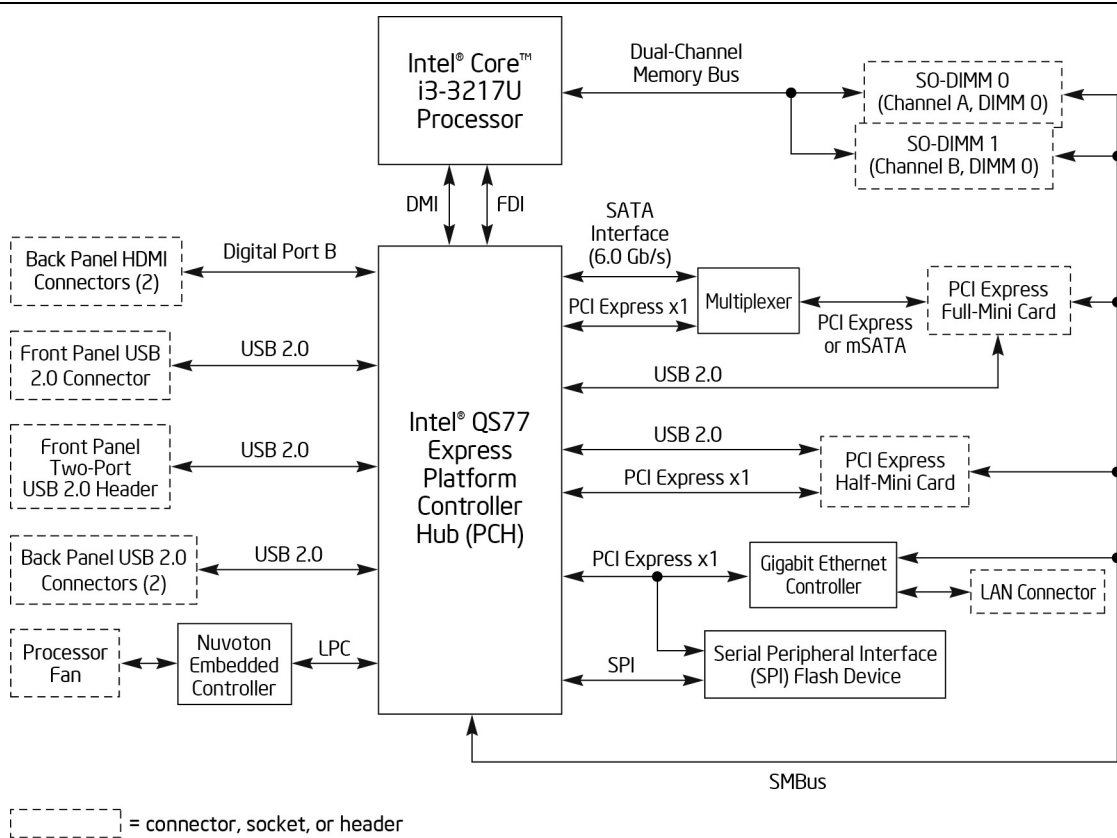 Intel® Core™
i3-3217U
Processor
Dual-Channel
Memory Bus
SO-DIMM 0
(Channel A, DIMM 0)
SO-DIMM 1
(Channel B, DIMM 0)
DMI
FDI
Back Panel HDMI
Connectors (2)
Digital Port B
SATA
Interface
(6.0 Gb/s)
PCI Express x1
Multiplexer
PCI Express
or mSATA
PCI Express
Full-Mini Card
Front Panel USB
2.0 Connector
USB 2.0
USB 2.0
Intel® QS77
Express
Platform
Controller
Hub (PCH)
Front Panel
Two-Port
USB 2.0 Header
USB 2.0
USB 2.0
PCI Express x1
PCI Express
Half-Mini Card
Back Panel USB 2.0
Connectors (2)
USB 2.0
PCI Express x1
Gigabit Ethernet
Controller
LAN Connector
Processor
Fan
Nuvoton
Embedded
Controller
LPC
SPI
Serial Peripheral Interface
(SPI) Flash Device
SMBus
= connector, socket, or header